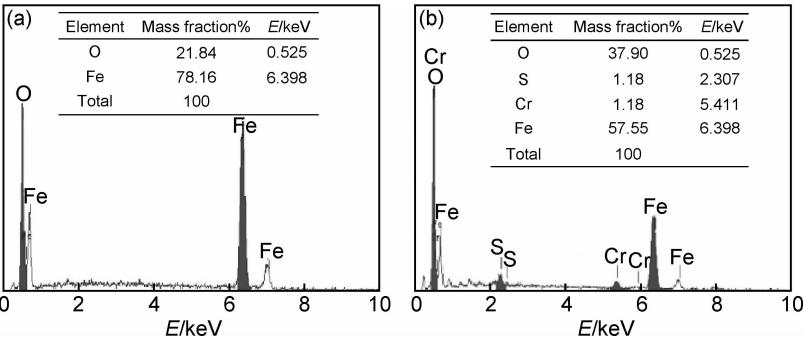 (a)
Element Mass fraction% E/keV
O 21.84 0.525
Fe 78.16 6.398
Total 100
O
Fe
Fe
Fe
0 2 4 6 8 10
E/keV
(b)
Element Mass fraction% E/keV
O 37.90 0.525
S 1.18 2.307
Cr 1.18 5.411
Fe 57.55 6.398
Total 100
Cr
O
Fe
S
S
Cr
Cr
Fe
Fe
0 2 4 6 8 10
E/keV